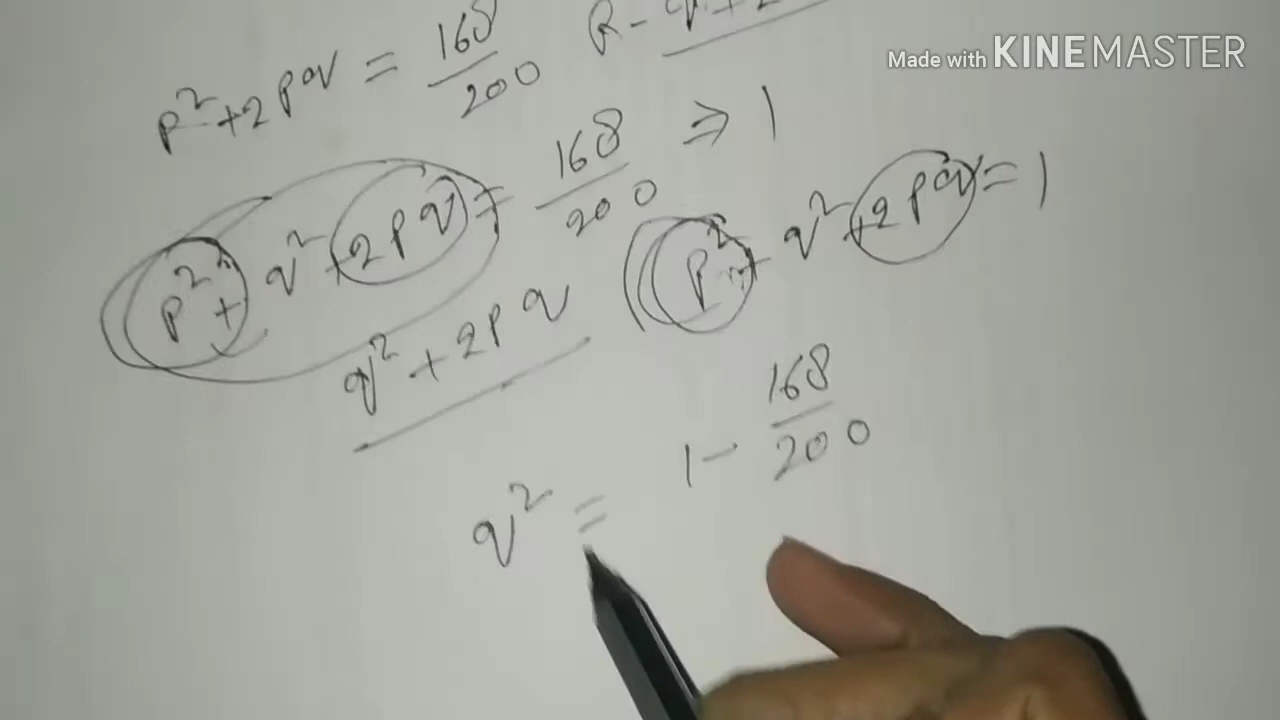 Made with KINEMASTER
p² + 2pq = 168/200
p² + q² + 2pq = 168/200 ⇒ 1
p² + q² + 2pq = 1
q² + 2pq
1 - 168/200
q² =